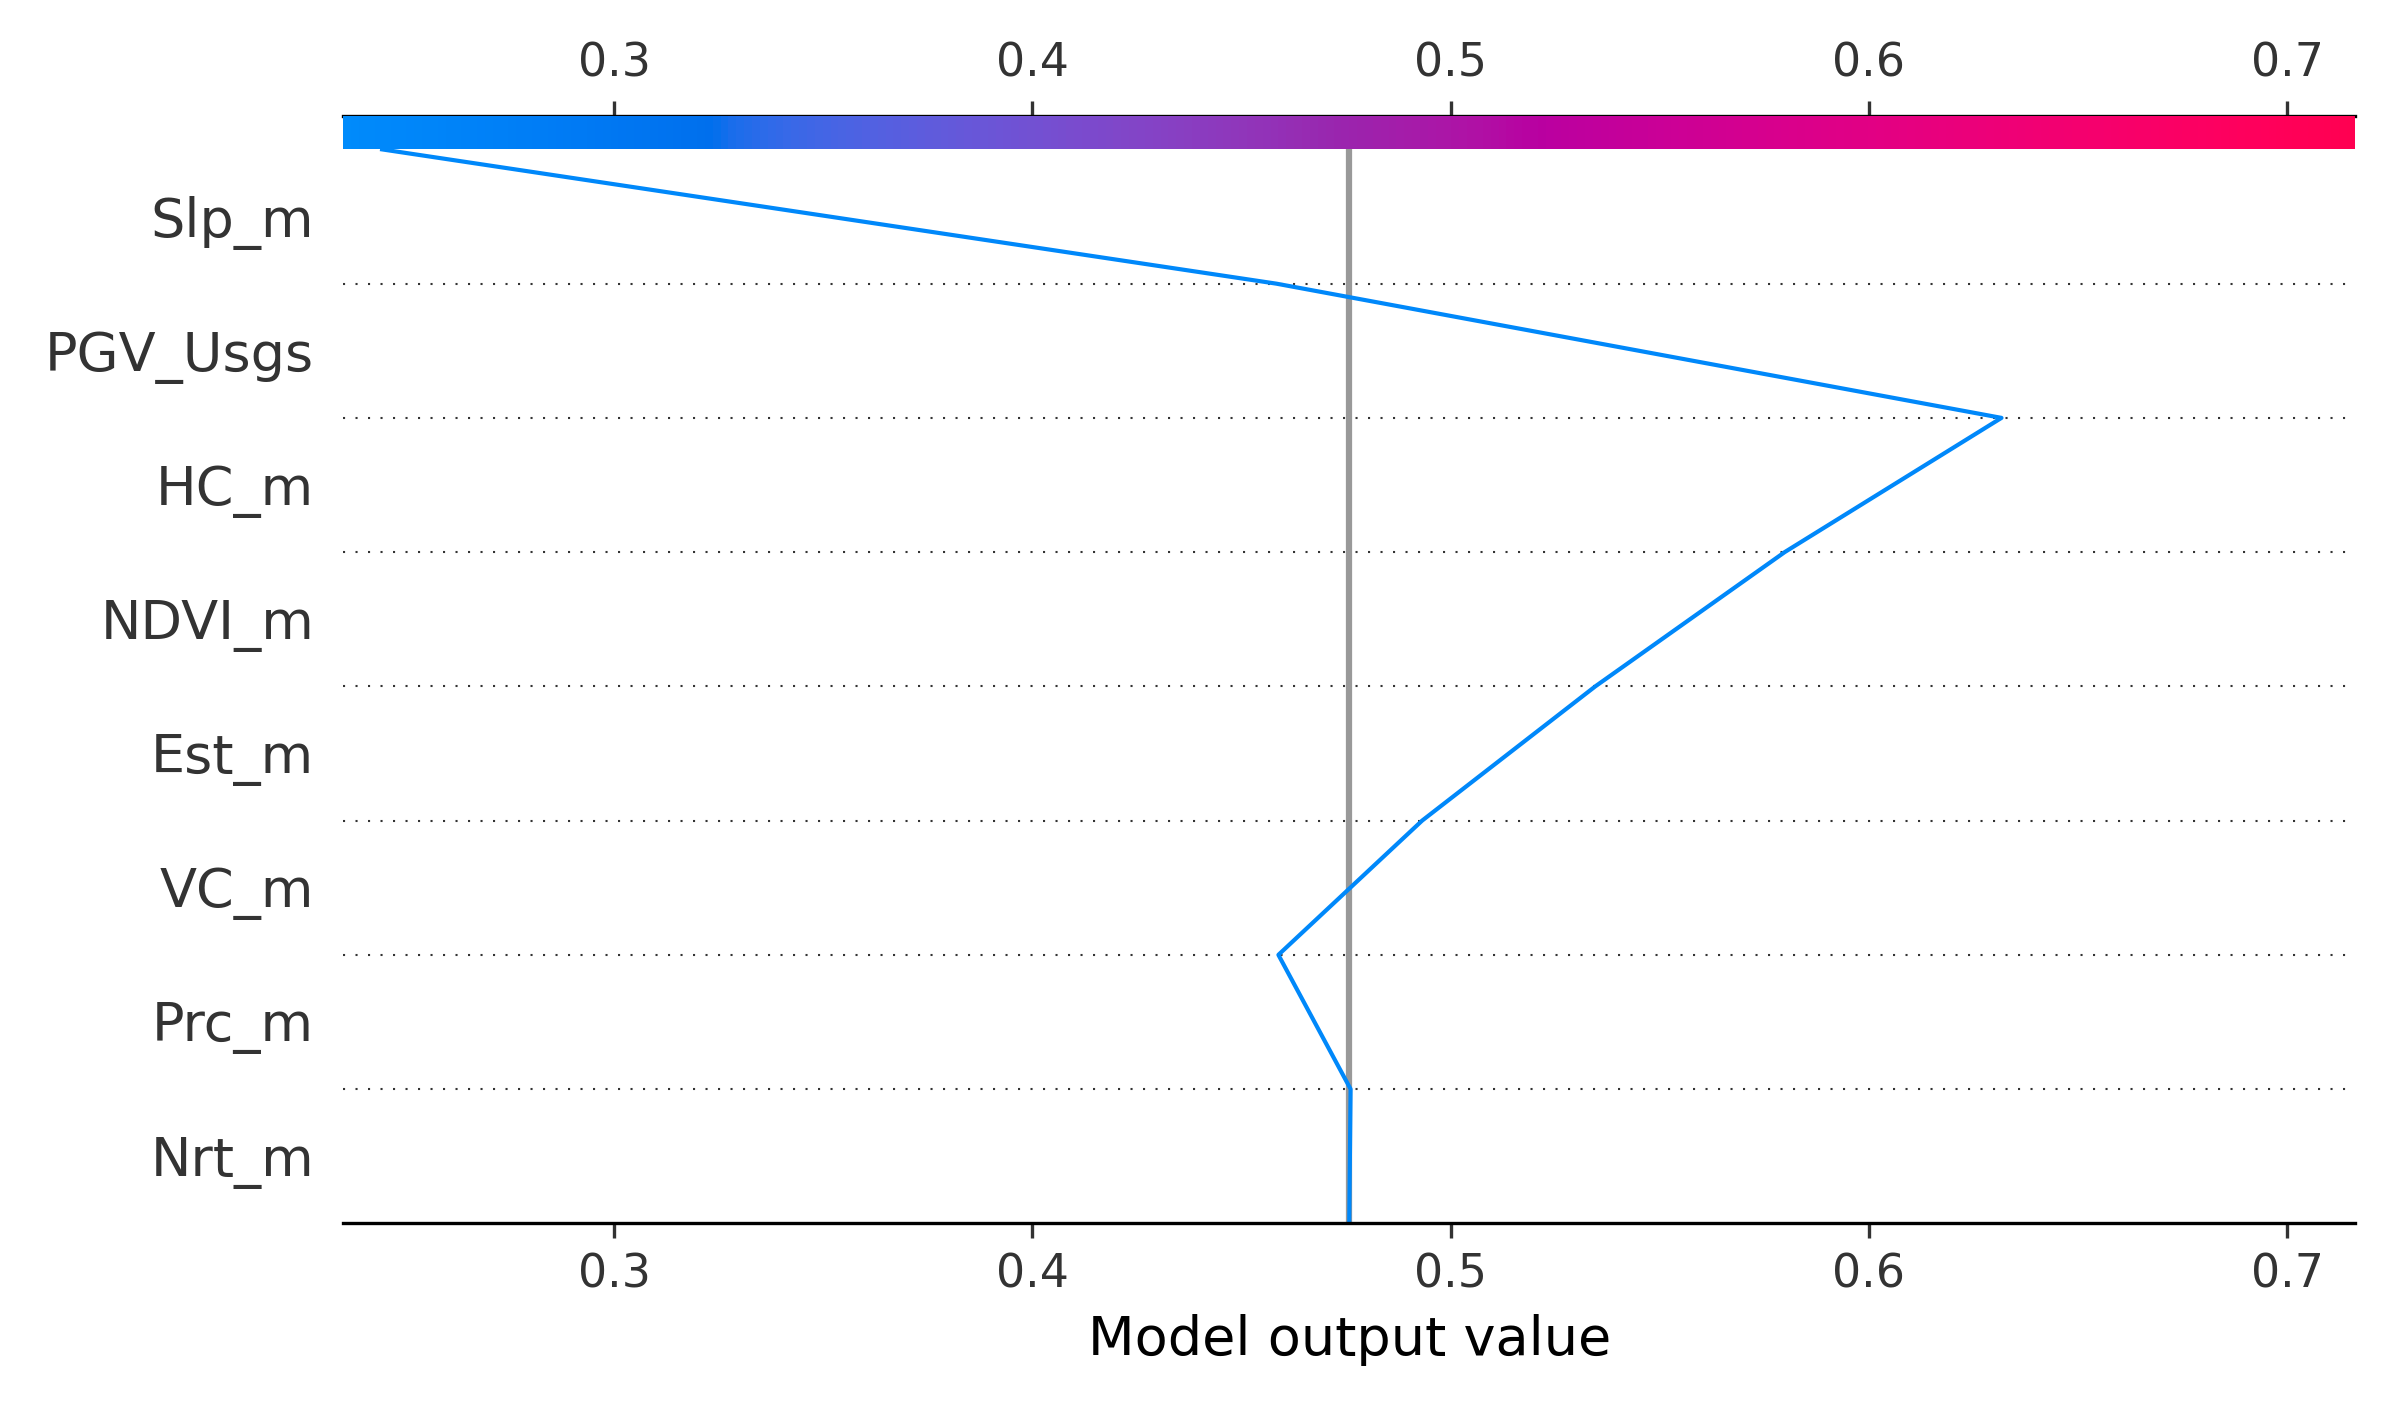 0.3 0.4 0.5 0.6 0.7
Slp_m
PGV_Usgs
HC_m
NDVI_m
Est_m
VC_m
Prc_m
Nrt_m
0.3 0.4 0.5 0.6 0.7
Model output value